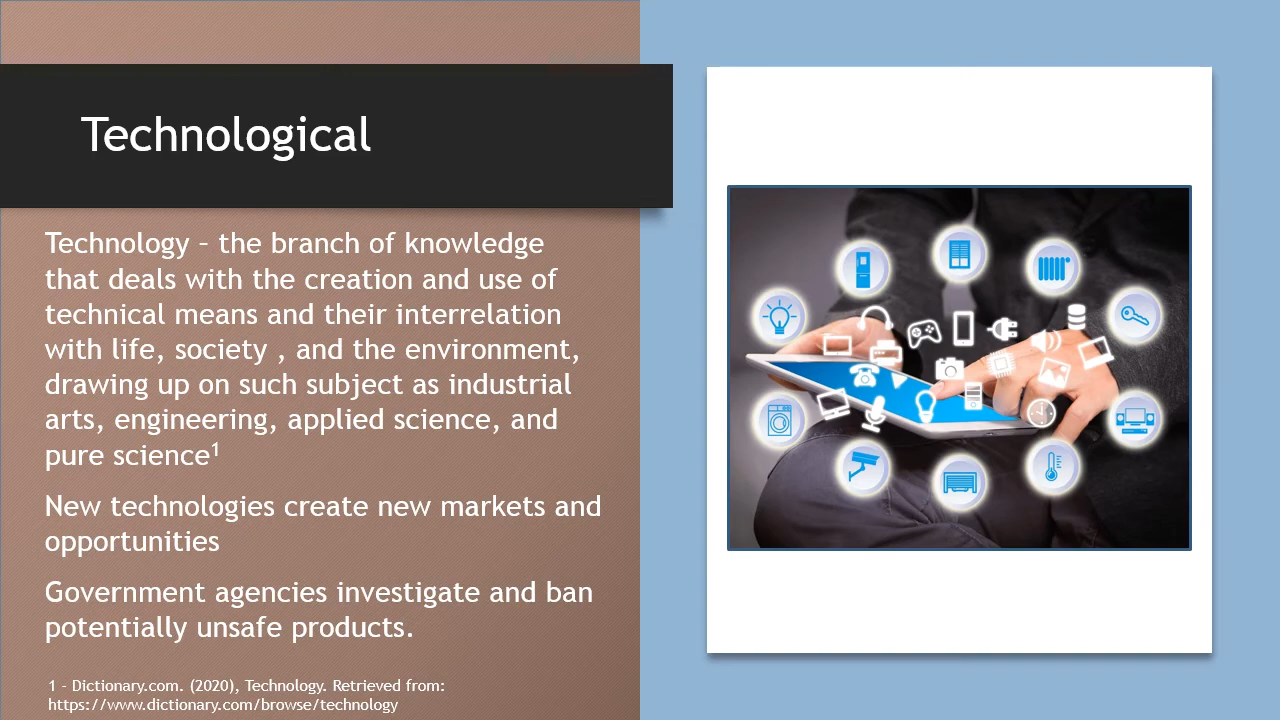 Technological
Technology – the branch of knowledge
that deals with the creation and use of
technical means and their interrelation
with life, society , and the environment,
drawing up on such subject as industrial
arts, engineering, applied science, and
pure science¹
New technologies create new markets and
opportunities
Government agencies investigate and ban
potentially unsafe products.
1 - Dictionary.com. (2020), Technology. Retrieved from:
https://www.dictionary.com/browse/technology